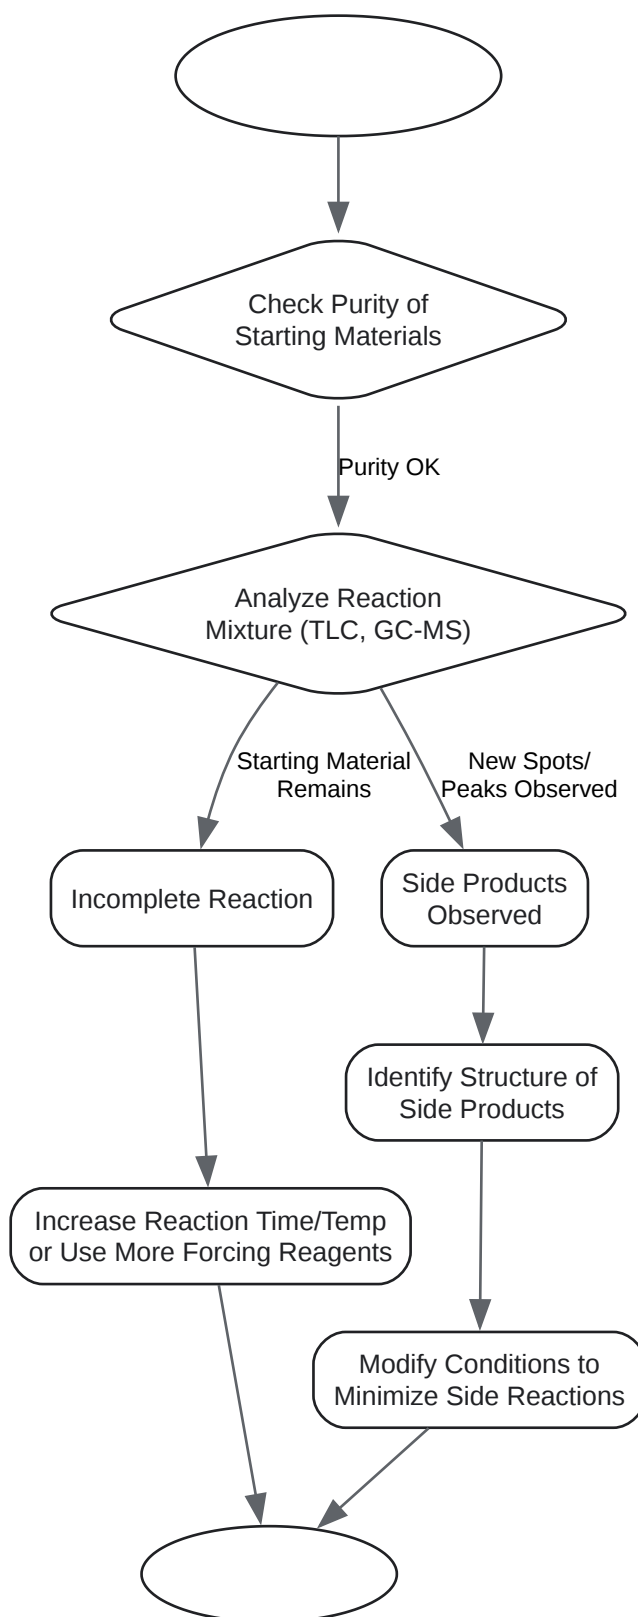 Check Purity of
Starting Materials
Purity OK
Analyze Reaction
Mixture (TLC, GC-MS)
Starting Material
Remains
New Spots/
Peaks Observed
Incomplete Reaction
Side Products
Observed
Identify Structure of
Side Products
Increase Reaction Time/Temp
or Use More Forcing Reagents
Modify Conditions to
Minimize Side Reactions